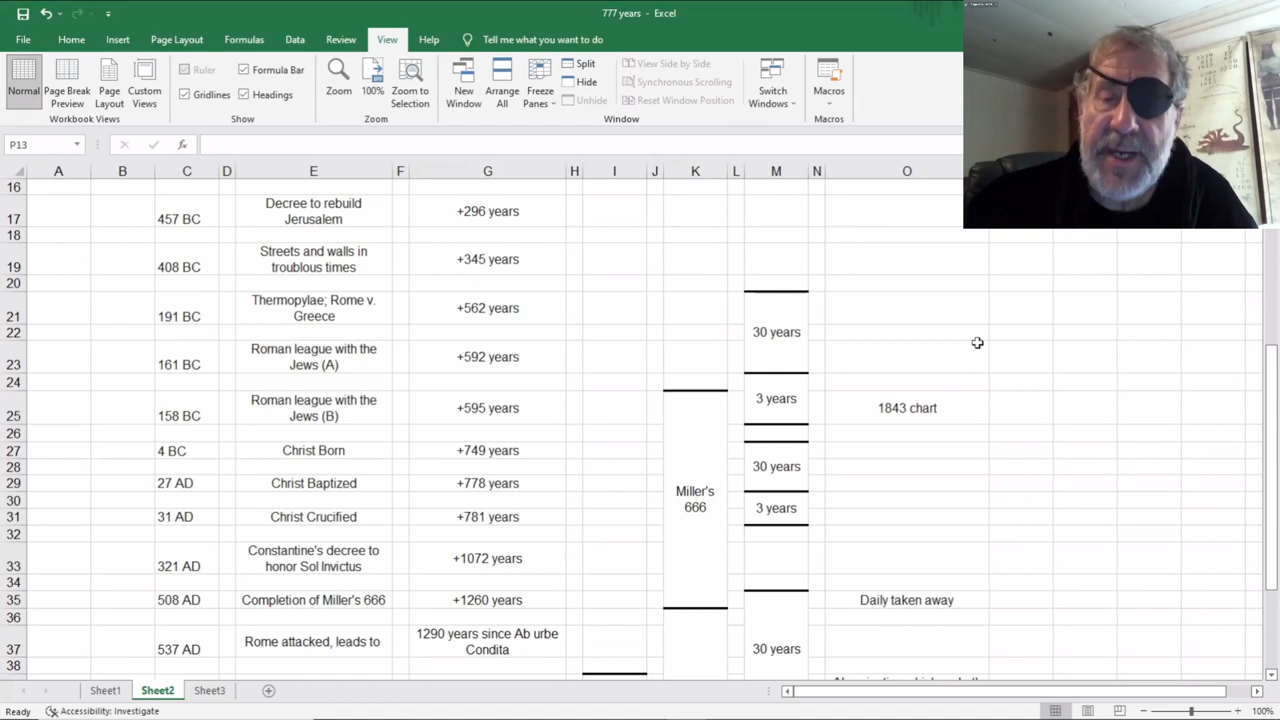 777 years - Excel
File Home Insert Page Layout Formulas Data Review View Help Tell me what you want to do
Normal
Page Break Preview
Page Layout
Custom Views
Workbook Views
Ruler
Formula Bar
Gridlines
Headings
Show
Zoom
100%
Zoom to Selection
Zoom
New Window
Arrange All
Freeze Panes
Split
Hide
Unhide
View Side by Side
Synchronous Scrolling
Reset Window Position
Window
Switch Windows
Macros
Macros
P13
fx
A B C D E F G H I J K L M N O
16
17 457 BC Decree to rebuild Jerusalem +296 years
18
19 408 BC Streets and walls in troublous times +345 years
20
21 191 BC Thermopylae; Rome v. Greece +562 years
22 30 years
23 161 BC Roman league with the Jews (A) +592 years
24
25 158 BC Roman league with the Jews (B) +595 years 3 years 1843 chart
26
27 4 BC Christ Born +749 years
28 30 years
29 27 AD Christ Baptized +778 years
30 Miller's 666
31 31 AD Christ Crucified +781 years 3 years
32
33 321 AD Constantine's decree to honor Sol Invictus +1072 years
34
35 508 AD Completion of Miller's 666 +1260 years Daily taken away
36
37 537 AD Rome attacked, leads to 1290 years since Ab urbe Condita 30 years
38
Sheet1 Sheet2 Sheet3
Ready Accessibility: Investigate 100%